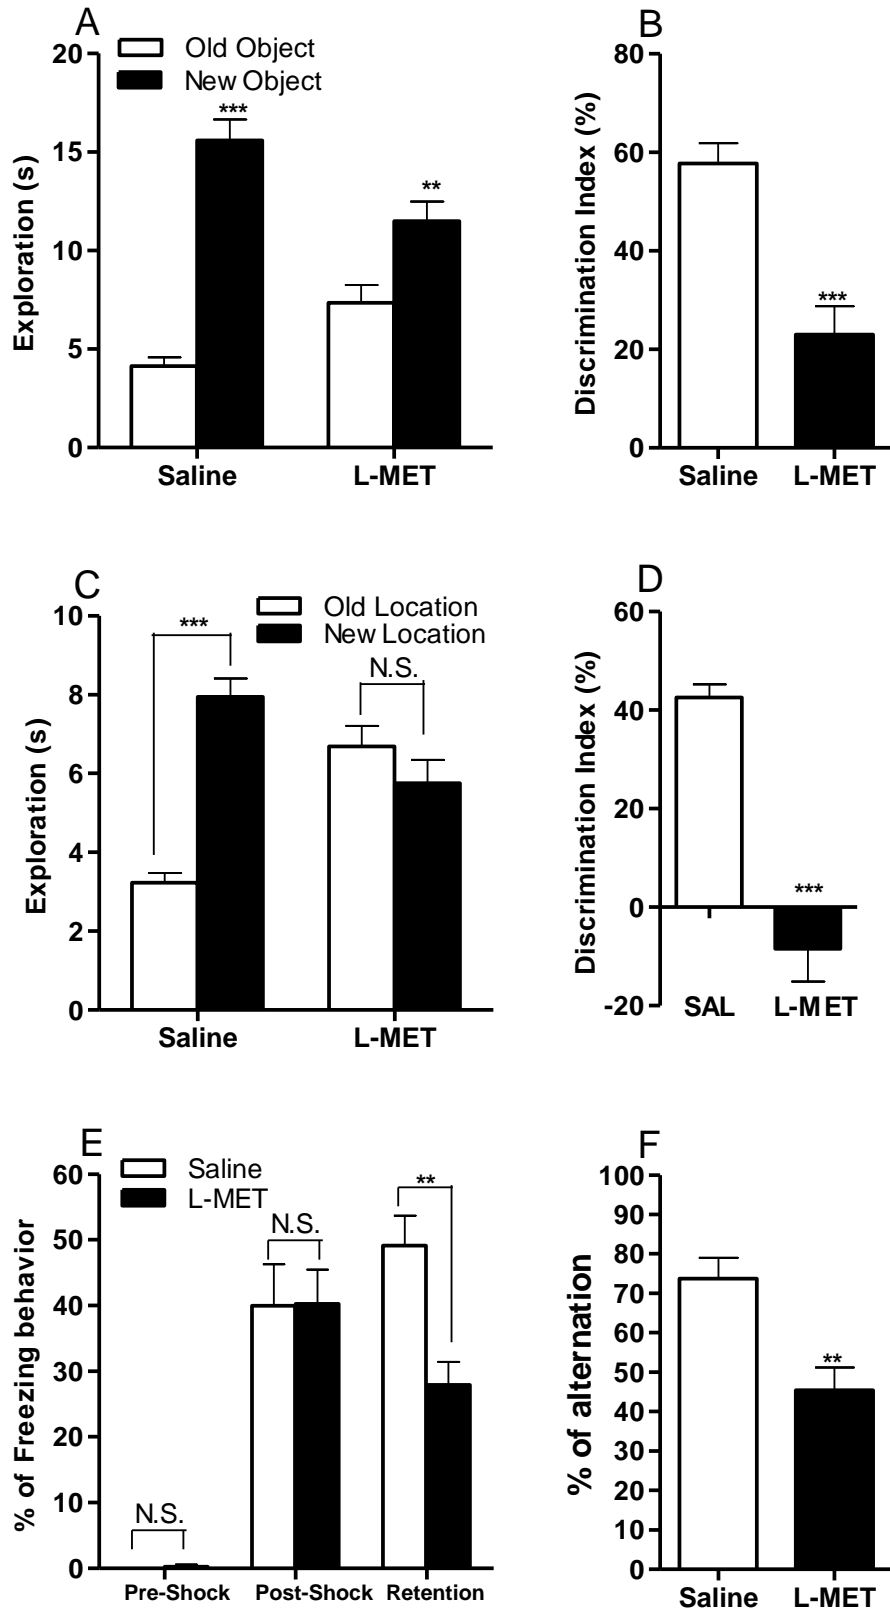 A
Old Object
New Object
Exploration (s)
20
15
10
5
0
***
**
Saline
L-MET
B
Discrimination Index (%)
80
60
40
20
0
***
Saline
L-MET
C
Old Location
New Location
Exploration (s)
10
8
6
4
2
0
***
N.S.
Saline
L-MET
D
Discrimination Index (%)
60
40
20
0
-20
***
SAL
L-MET
E
Saline
L-MET
% of Freezing behavior
60
50
40
30
20
10
0
N.S.
N.S.
**
Pre-Shock
Post-Shock
Retention
F
% of alternation
100
90
80
70
60
50
40
30
20
10
0
**
Saline
L-MET